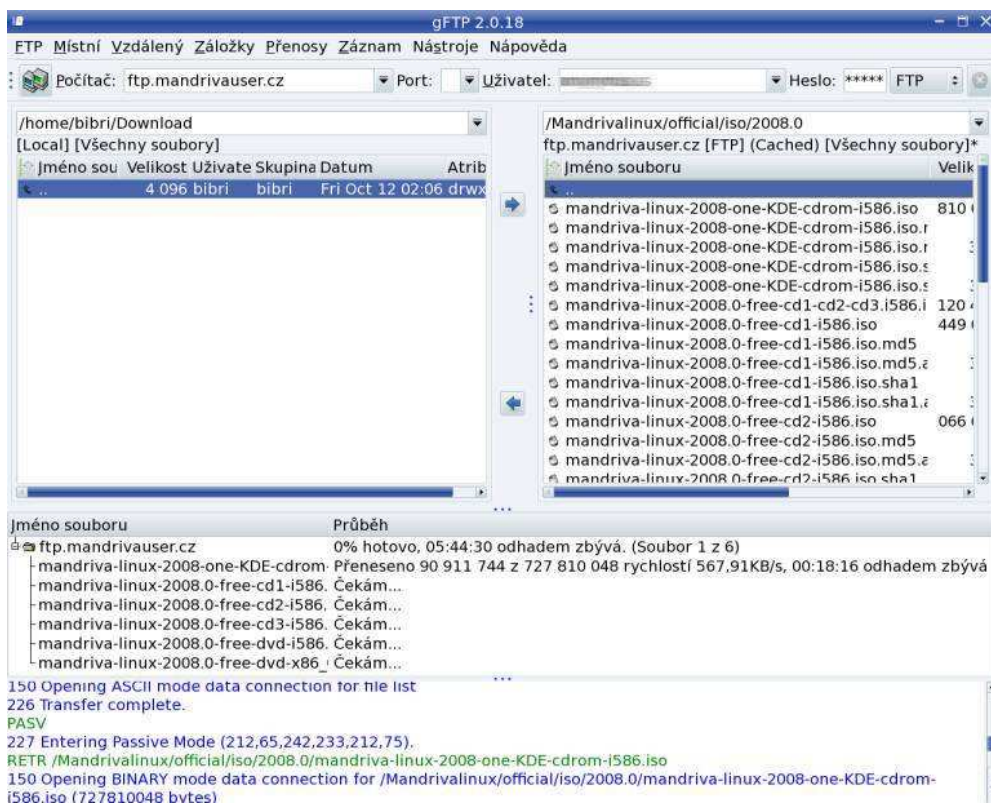 gFTP 2.0.18
FTP Místní Vzdálený Záložky Přenosy Záznam Nástroje Nápověda
Počítač: ftp.mandrivauser.cz Port: Uživatel: Heslo: ***** FTP
/home/bibri/Download
[Local] [Všechny soubory]
Jméno sou Velikost Uživate Skupina Datum Atrib
.. 4 096 bibri bibri Fri Oct 12 02:06 drwx
/Mandrivalinux/official/iso/2008.0
ftp.mandrivauser.cz [FTP] (Cached) [Všechny soubory]*
Jméno souboru Velik
..
mandriva-linux-2008-one-KDE-cdrom-i586.iso 810
mandriva-linux-2008-one-KDE-cdrom-i586.iso.
mandriva-linux-2008-one-KDE-cdrom-i586.iso.
mandriva-linux-2008-one-KDE-cdrom-i586.iso.s
mandriva-linux-2008-one-KDE-cdrom-i586.iso.s
mandriva-linux-2008.0-free-cd1-cd2-cd3.i586.i 120
mandriva-linux-2008.0-free-cd1-i586.iso 449
mandriva-linux-2008.0-free-cd1-i586.iso.md5
mandriva-linux-2008.0-free-cd1-i586.iso.md5.a
mandriva-linux-2008.0-free-cd1-i586.iso.sha1
mandriva-linux-2008.0-free-cd1-i586.iso.sha1.a
mandriva-linux-2008.0-free-cd2-i586.iso 066
mandriva-linux-2008.0-free-cd2-i586.iso.md5
mandriva-linux-2008.0-free-cd2-i586.iso.md5.a
mandriva-linux-2008.0-free-cd2-i586.iso.sha1
Jméno souboru Průběh
ftp.mandrivauser.cz 0% hotovo, 05:44:30 odhadem zbývá. (Soubor 1 z 6)
mandriva-linux-2008-one-KDE-cdrom- Přeneseno 90 911 744 z 727 810 048 rychlostí 567,91KB/s, 00:18:16 odhadem zbývá
mandriva-linux-2008.0-free-cd1-i586. Čekám...
mandriva-linux-2008.0-free-cd2-i586. Čekám...
mandriva-linux-2008.0-free-cd3-i586. Čekám...
mandriva-linux-2008.0-free-dvd-i586. Čekám...
mandriva-linux-2008.0-free-dvd-x86_ Čekám...
150 Opening ASCII mode data connection for file list
226 Transfer complete.
PASV
227 Entering Passive Mode (212,65,242,233,212,75).
RETR /Mandrivalinux/official/iso/2008.0/mandriva-linux-2008-one-KDE-cdrom-i586.iso
150 Opening BINARY mode data connection for /Mandrivalinux/official/iso/2008.0/mandriva-linux-2008-one-KDE-cdrom-
i586.iso (727810048 bytes)